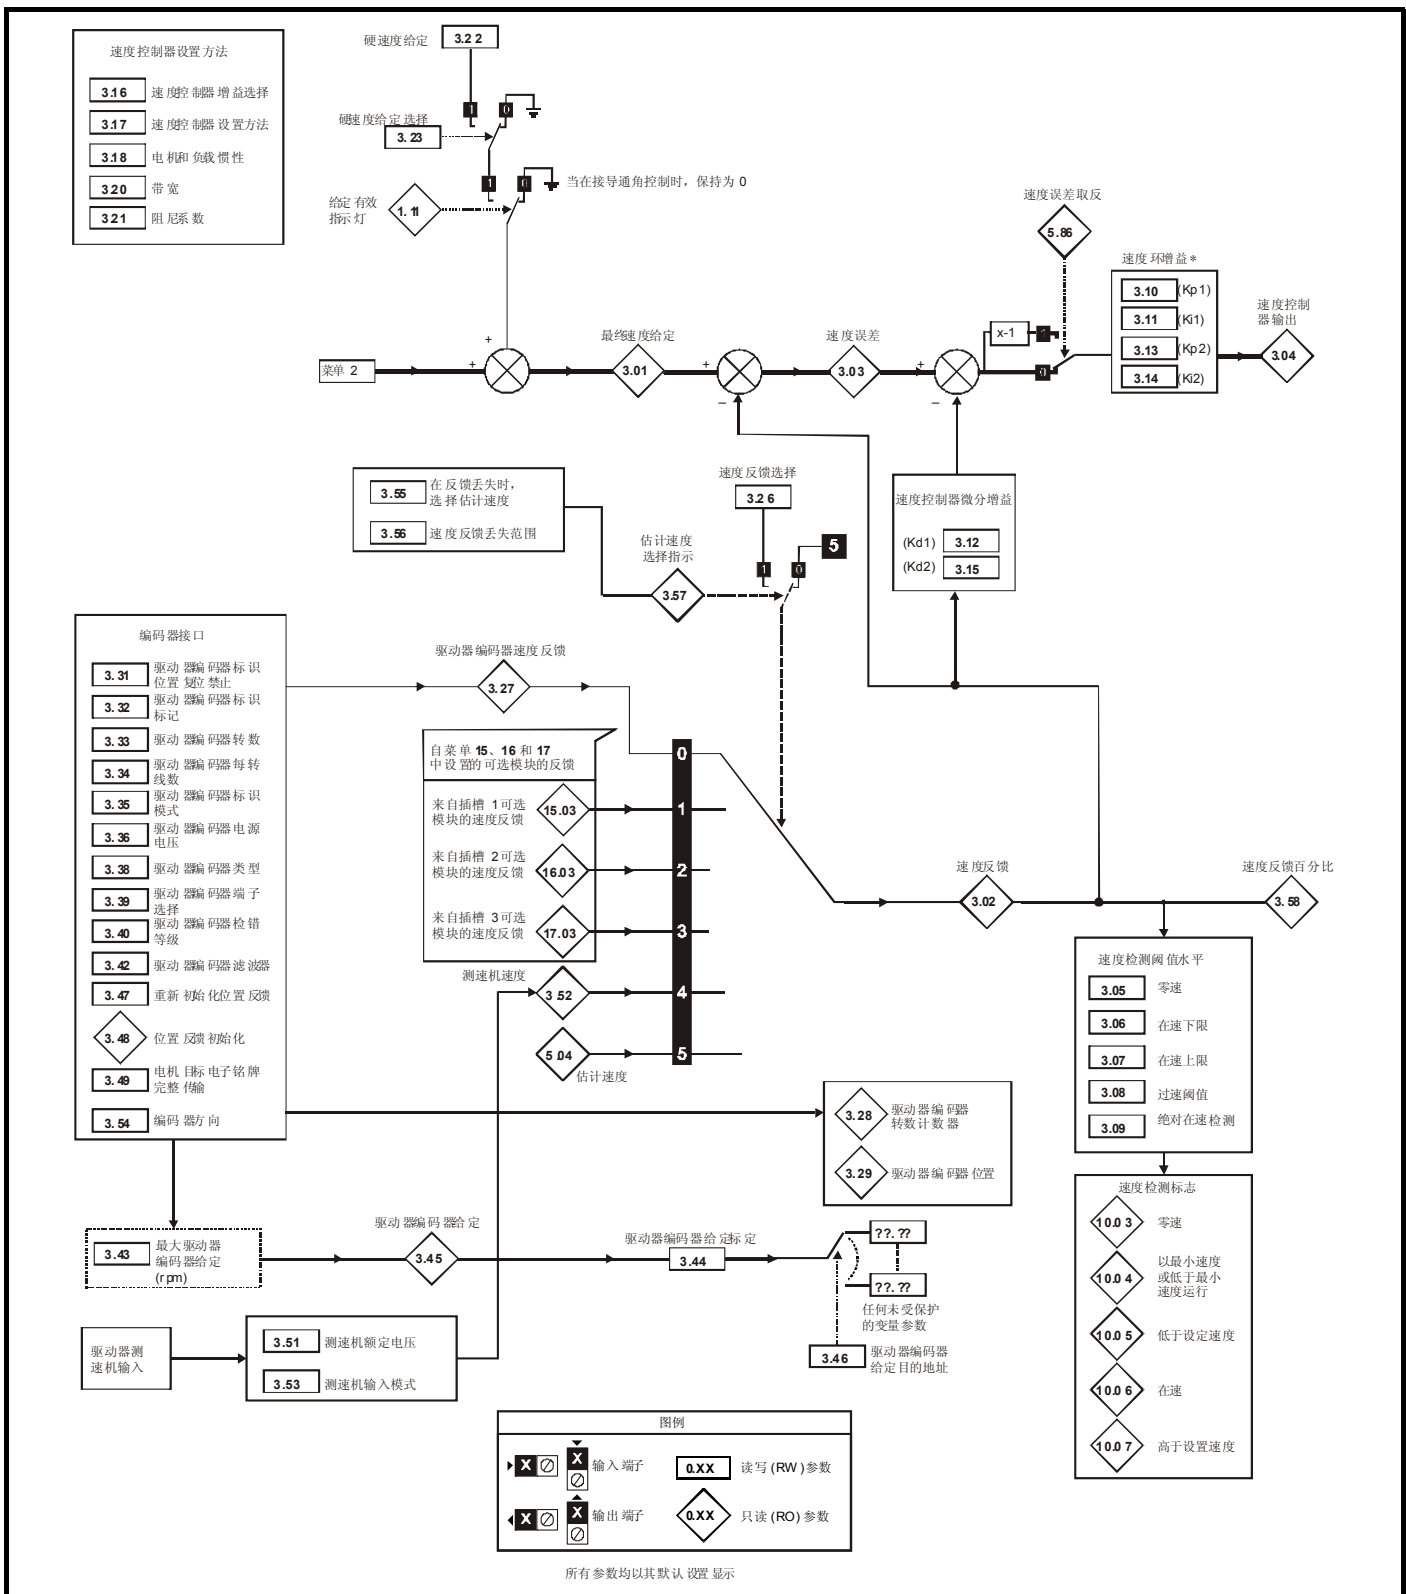 速度控制器设置方法
3.16 速度控制器增益选择
3.17 速度控制器设置方法
3.18 电机和负载惯性
3.20 带宽
3.21 阻尼系数
硬速度给定 3.22
1 0
硬速度给定选择
3.23
1 0 当在接导通角控制时，保持为 0
给定有效
指示灯
1.11
速度误差取反
5.86
速度环增益*
3.10 (Kp1)
3.11 (Ki1)
3.13 (Kp2)
3.14 (Ki2)
速度控制
器输出
3.04
x-1 1
0
菜单 2
+
+
最终速度给定
3.01
+
−
速度误差
3.03
+
−
3.55 在反馈丢失时，
选择估计速度
3.56 速度反馈丢失范围
速度反馈选择
3.26
1 0 5
估计速度
选择指示
3.57
速度控制器微分增益
(Kd1) 3.12
(Kd2) 3.15
编码器接口
3.31 驱动器编码器标识
位置复位禁止
3.32 驱动器编码器标识
标记
3.33 驱动器编码器转数
3.34 驱动器编码器每转
线数
3.35 驱动器编码器标识
模式
3.36 驱动器编码器电源
电压
3.38 驱动器编码器类型
3.39 驱动器编码器端子
选择
3.40 驱动器编码器检错
等级
3.42 驱动器编码器滤波器
3.47 重新初始化位置反馈
3.48 位置反馈初始化
3.49 电机目标电子铭牌
完整传输
3.54 编码器方向
驱动器编码器速度反馈
3.27
自菜单 15、16 和 17
中设置的可选模块的反馈
来自插槽 1可选
模块的速度反馈
15.03
来自插槽 2可选
模块的速度反馈
16.03
来自插槽 3可选
模块的速度反馈
17.03
测速机速度
3.52
5.04
估计速度
0
1
2
3
4
5
速度反馈
3.02
速度反馈百分比
3.58
速度检测阈值水平
3.05 零速
3.06 在速下限
3.07 在速上限
3.08 过速阈值
3.09 绝对在速检测
速度检测标志
10.03 零速
10.04 以最小速度
或低于最小
速度运行
10.05 低于设定速度
10.06 在速
10.07 高于设置速度
3.28 驱动器编码器
转数计数器
3.29 驱动器编码器位置
3.43 最大驱动器
编码器给定
(rpm)
驱动器编码器给定
3.45
驱动器编码器给定标定
3.44
??.??
??.??
任何未受保护
的变量参数
3.46 驱动器编码器
给定目的地址
驱动器测
速机输入
3.51 测速机额定电压
3.53 测速机输入模式
图例
X X 输入端子 0.XX 读写 (RW) 参数
X X 输出端子 0.XX 只读 (RO) 参数
所有参数均以其默认设置显示